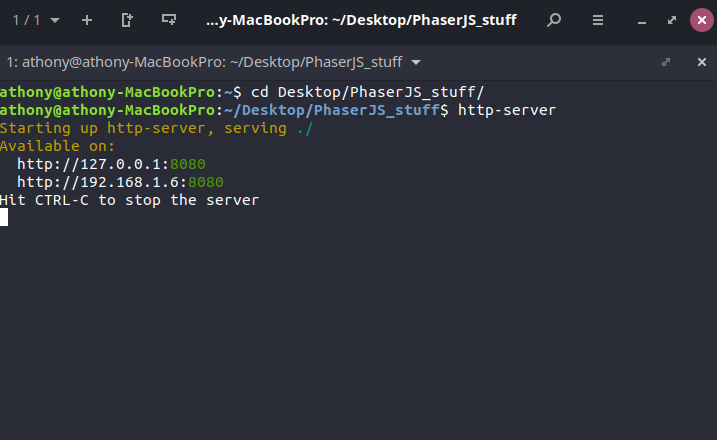 1 / 1
...y-MacBookPro: ~/Desktop/PhaserJS_stuff
1: athony@athony-MacBookPro: ~/Desktop/PhaserJS_stuff
athony@athony-MacBookPro:~$ cd Desktop/PhaserJS_stuff/
athony@athony-MacBookPro:~/Desktop/PhaserJS_stuff$ http-server
Starting up http-server, serving ./
Available on:
  http://127.0.0.1:8080
  http://192.168.1.6:8080
Hit CTRL-C to stop the server